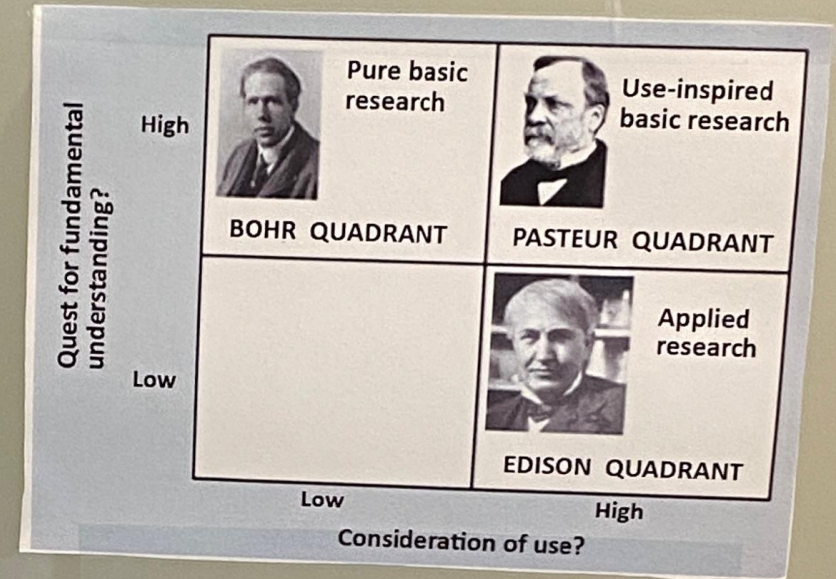 Quest for fundamental
understanding?
High
Pure basic
research
BOHR QUADRANT
Use-inspired
basic research
PASTEUR QUADRANT
Low
Applied
research
EDISON QUADRANT
Low
High
Consideration of use?